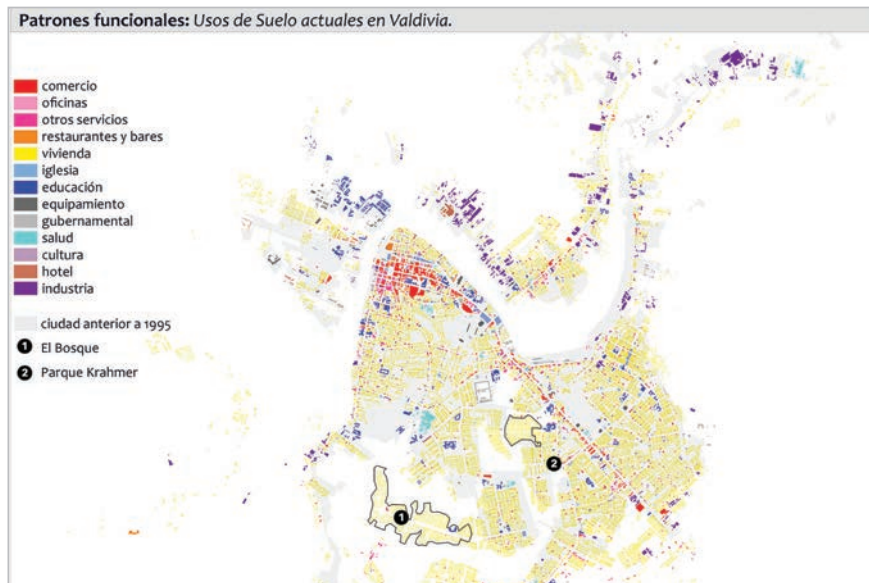 Patrones funcionales: Usos de Suelo actuales en Valdivia.
comercio
oficinas
otros servicios
restaurantes y bares
vivienda
iglesia
educación
equipamiento
gubernamental
salud
cultura
hotel
industria
ciudad anterior a 1995
1 El Bosque
2 Parque Krahmer
2
1